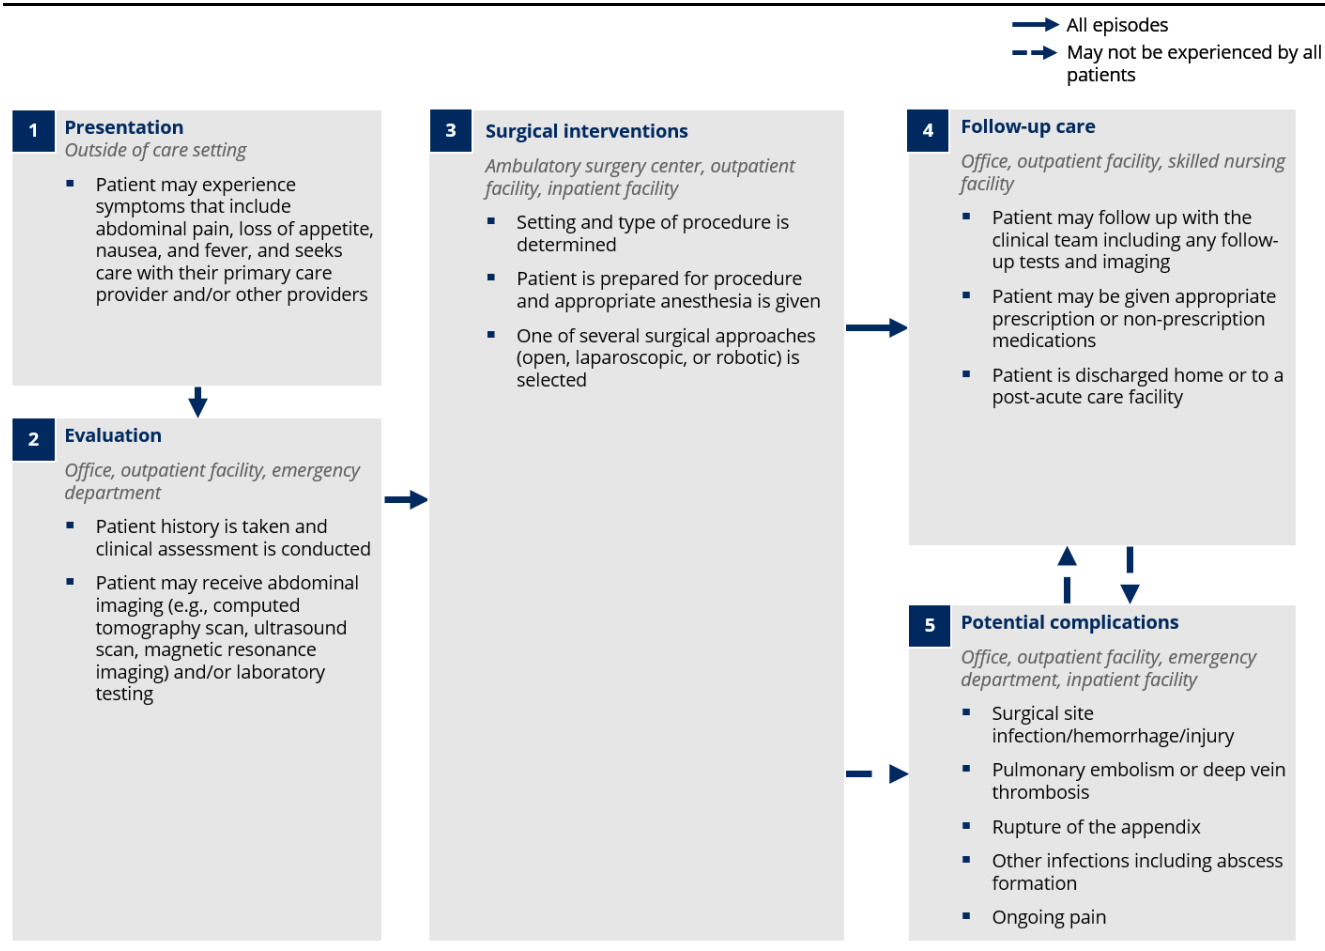 All episodes
May not be experienced by all
patients
1
Presentation
Outside of care setting
Patient may experience
symptoms that include
abdominal pain, loss of appetite,
nausea, and fever, and seeks
care with their primary care
provider and/or other providers
2
Evaluation
Office, outpatient facility, emergency
department
Patient history is taken and
clinical assessment is conducted
Patient may receive abdominal
imaging (e.g., computed
tomography scan, ultrasound
scan, magnetic resonance
imaging) and/or laboratory
testing
3
Surgical interventions
Ambulatory surgery center, outpatient
facility, inpatient facility
Setting and type of procedure is
determined
Patient is prepared for procedure
and appropriate anesthesia is given
One of several surgical approaches
(open, laparoscopic, or robotic) is
selected
4
Follow-up care
Office, outpatient facility, skilled nursing
facility
Patient may follow up with the
clinical team including any follow-
up tests and imaging
Patient may be given appropriate
prescription or non-prescription
medications
Patient is discharged home or to a
post-acute care facility
5
Potential complications
Office, outpatient facility, emergency
department, inpatient facility
Surgical site
infection/hemorrhage/injury
Pulmonary embolism or deep vein
thrombosis
Rupture of the appendix
Other infections including abscess
formation
Ongoing pain